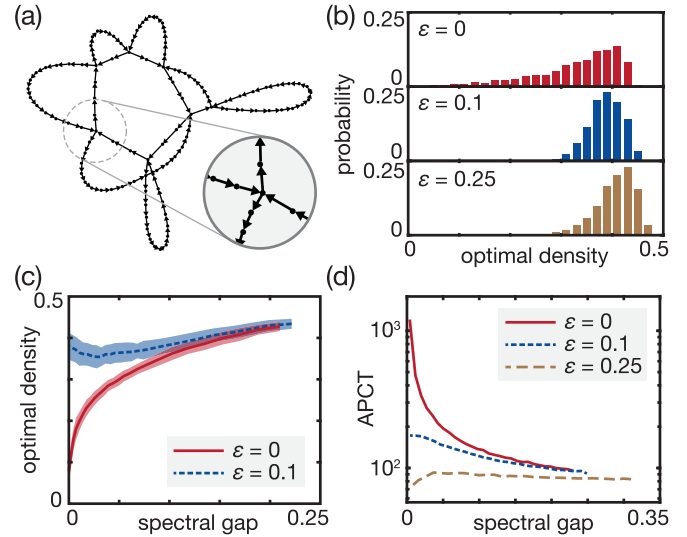 (a)
(b)
0.25
ε = 0
0
0.25
ε = 0.1
0
0.25
ε = 0.25
0
probability
0
optimal density
0.5
(c)
0.5
optimal density
0
ε = 0
ε = 0.1
0
spectral gap
0.25
(d)
10³
APCT
10²
ε = 0
ε = 0.1
ε = 0.25
0
spectral gap
0.35